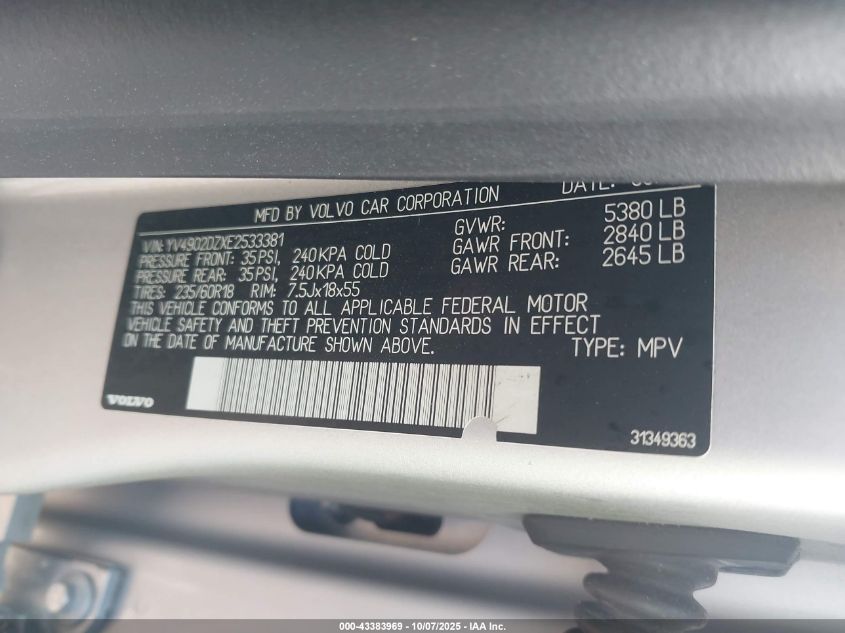 MFD BY VOLVO CAR CORPORATION
DATE:
VIN: YV4902DZXE2533381
PRESSURE FRONT: 35PSI, 240KPA COLD
PRESSURE REAR: 35PSI, 240KPA COLD
TIRES: 235/60R18 RIM: 7.5Jx18x55
GVWR: 5380 LB
GAWR FRONT: 2840 LB
GAWR REAR: 2645 LB
THIS VEHICLE CONFORMS TO ALL APPLICABLE FEDERAL MOTOR
VEHICLE SAFETY AND THEFT PREVENTION STANDARDS IN EFFECT
ON THE DATE OF MANUFACTURE SHOWN ABOVE.
TYPE: MPV
VOLVO
31349363
000-43383969 - 10/07/2025 - IAA Inc.